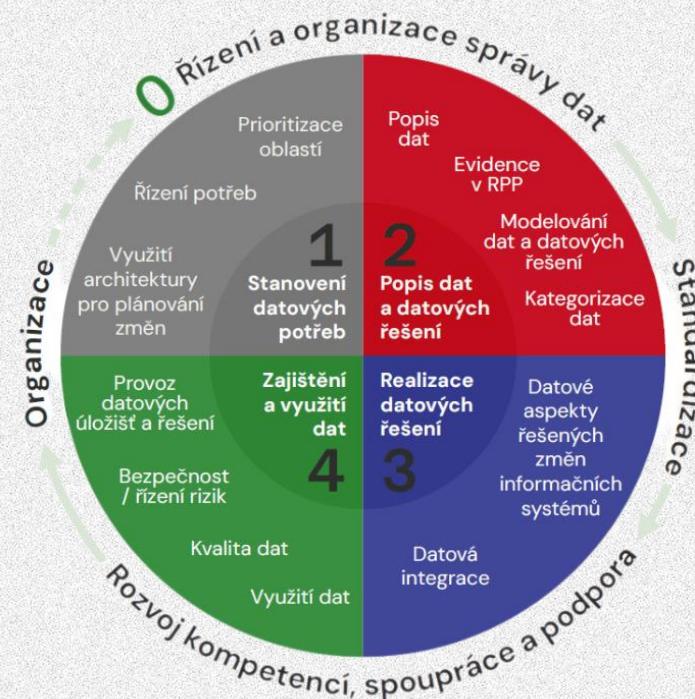 0 Řízení a organizace správy dat
Standardizace
Rozvoj kompetencí, spoupráce a podpora
Organizace
1
Stanovení
datových
potřeb
Prioritizace
oblastí
Řízení potřeb
Využití
architektury
pro plánování
změn
2
Popis dat
a datových
řešení
Popis
dat
Evidence
v RPP
Modelování
dat a datových
řešení
Kategorizace
dat
Realizace
datových
řešení
3
Datové
aspekty
řešených
změn
informačních
systémů
Datová
integrace
Zajištění
a využití
dat
4
Provoz
datových
úložišť a řešení
Bezpečnost
/ řízení rizik
Kvalita dat
Využití dat